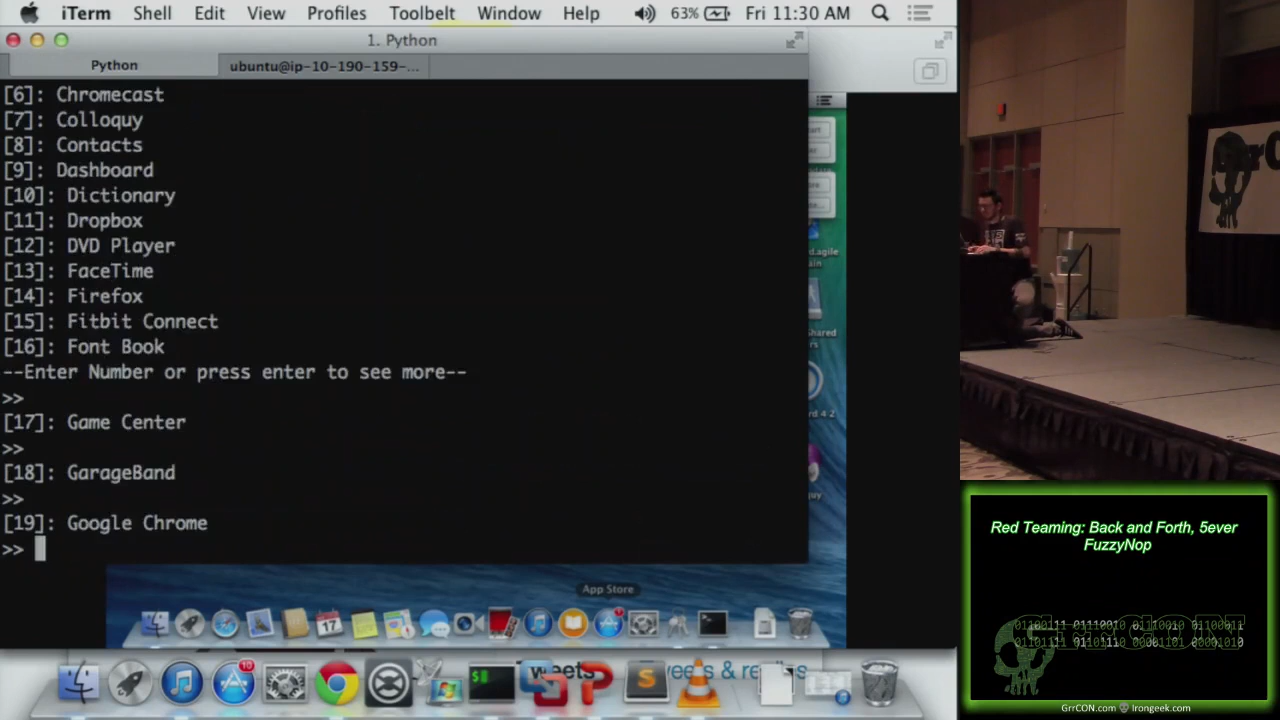 iTerm Shell Edit View Profiles Toolbelt Window Help 63% Fri 11:30 AM
1. Python
Python ubuntu@ip-10-190-159-...
[6]: Chromecast
[7]: Colloquy
[8]: Contacts
[9]: Dashboard
[10]: Dictionary
[11]: Dropbox
[12]: DVD Player
[13]: FaceTime
[14]: Firefox
[15]: Fitbit Connect
[16]: Font Book
--Enter Number or press enter to see more--
>>
[17]: Game Center
>>
[18]: GarageBand
>>
[19]: Google Chrome
>>
App Store
17
10
Red Teaming: Back and Forth, 5ever
FuzzyNop
GrrCON
GrrCON.com Irongeek.com